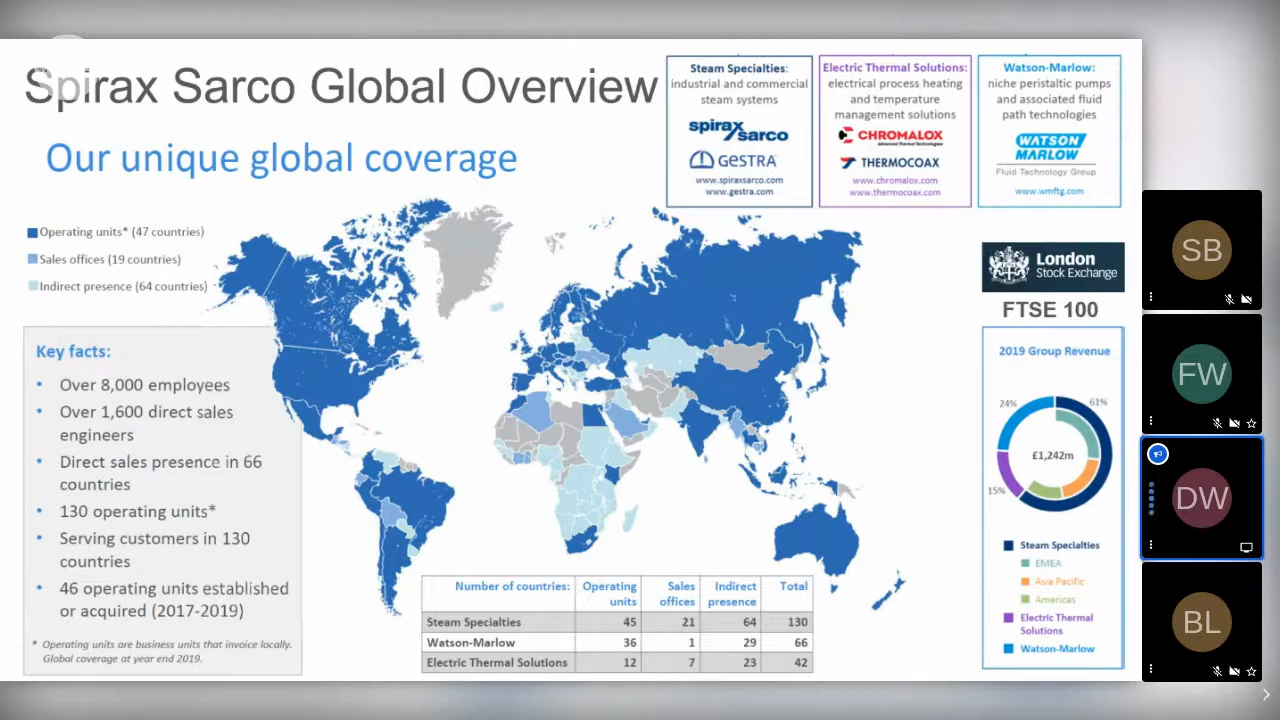 Spirax Sarco Global Overview
Our unique global coverage
Steam Specialties:
industrial and commercial
steam systems
spirax
sarco
GESTRA
www.spiraxsarco.com
www.gestra.com
Electric Thermal Solutions:
electrical process heating
and temperature
management solutions
CHROMALOX
Advanced Thermal Technologies
THERMOCOAX
www.chromalox.com
www.thermocoax.com
Watson-Marlow:
niche peristaltic pumps
and associated fluid
path technologies
WATSON
MARLOW
Fluid Technology Group
www.wmftg.com
Operating units* (47 countries)
Sales offices (19 countries)
Indirect presence (64 countries)
Key facts:
• Over 8,000 employees
• Over 1,600 direct sales
engineers
• Direct sales presence in 66
countries
• 130 operating units*
• Serving customers in 130
countries
• 46 operating units established
or acquired (2017-2019)
* Operating units are business units that invoice locally.
Global coverage at year end 2019.
Number of countries: Operating units Sales offices Indirect presence Total
Steam Specialties 45 21 64 130
Watson-Marlow 36 1 29 66
Electric Thermal Solutions 12 7 23 42
London
Stock Exchange
FTSE 100
2019 Group Revenue
24% 61%
£1,242m
15%
Steam Specialties
EMEA
Asia Pacific
Americas
Electric Thermal
Solutions
Watson-Marlow
SB
FW
DW
BL